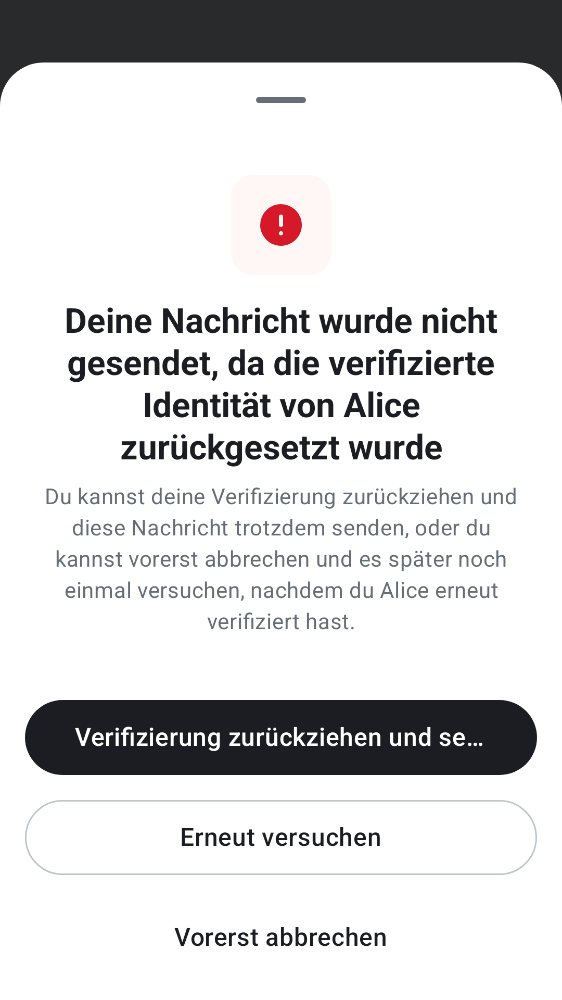 Deine Nachricht wurde nicht
gesendet, da die verifizierte
Identität von Alice
zurückgesetzt wurde
Du kannst deine Verifizierung zurückziehen und
diese Nachricht trotzdem senden, oder du
kannst vorerst abbrechen und es später noch
einmal versuchen, nachdem du Alice erneut
verifiziert hast.
Verifizierung zurückziehen und se…
Erneut versuchen
Vorerst abbrechen